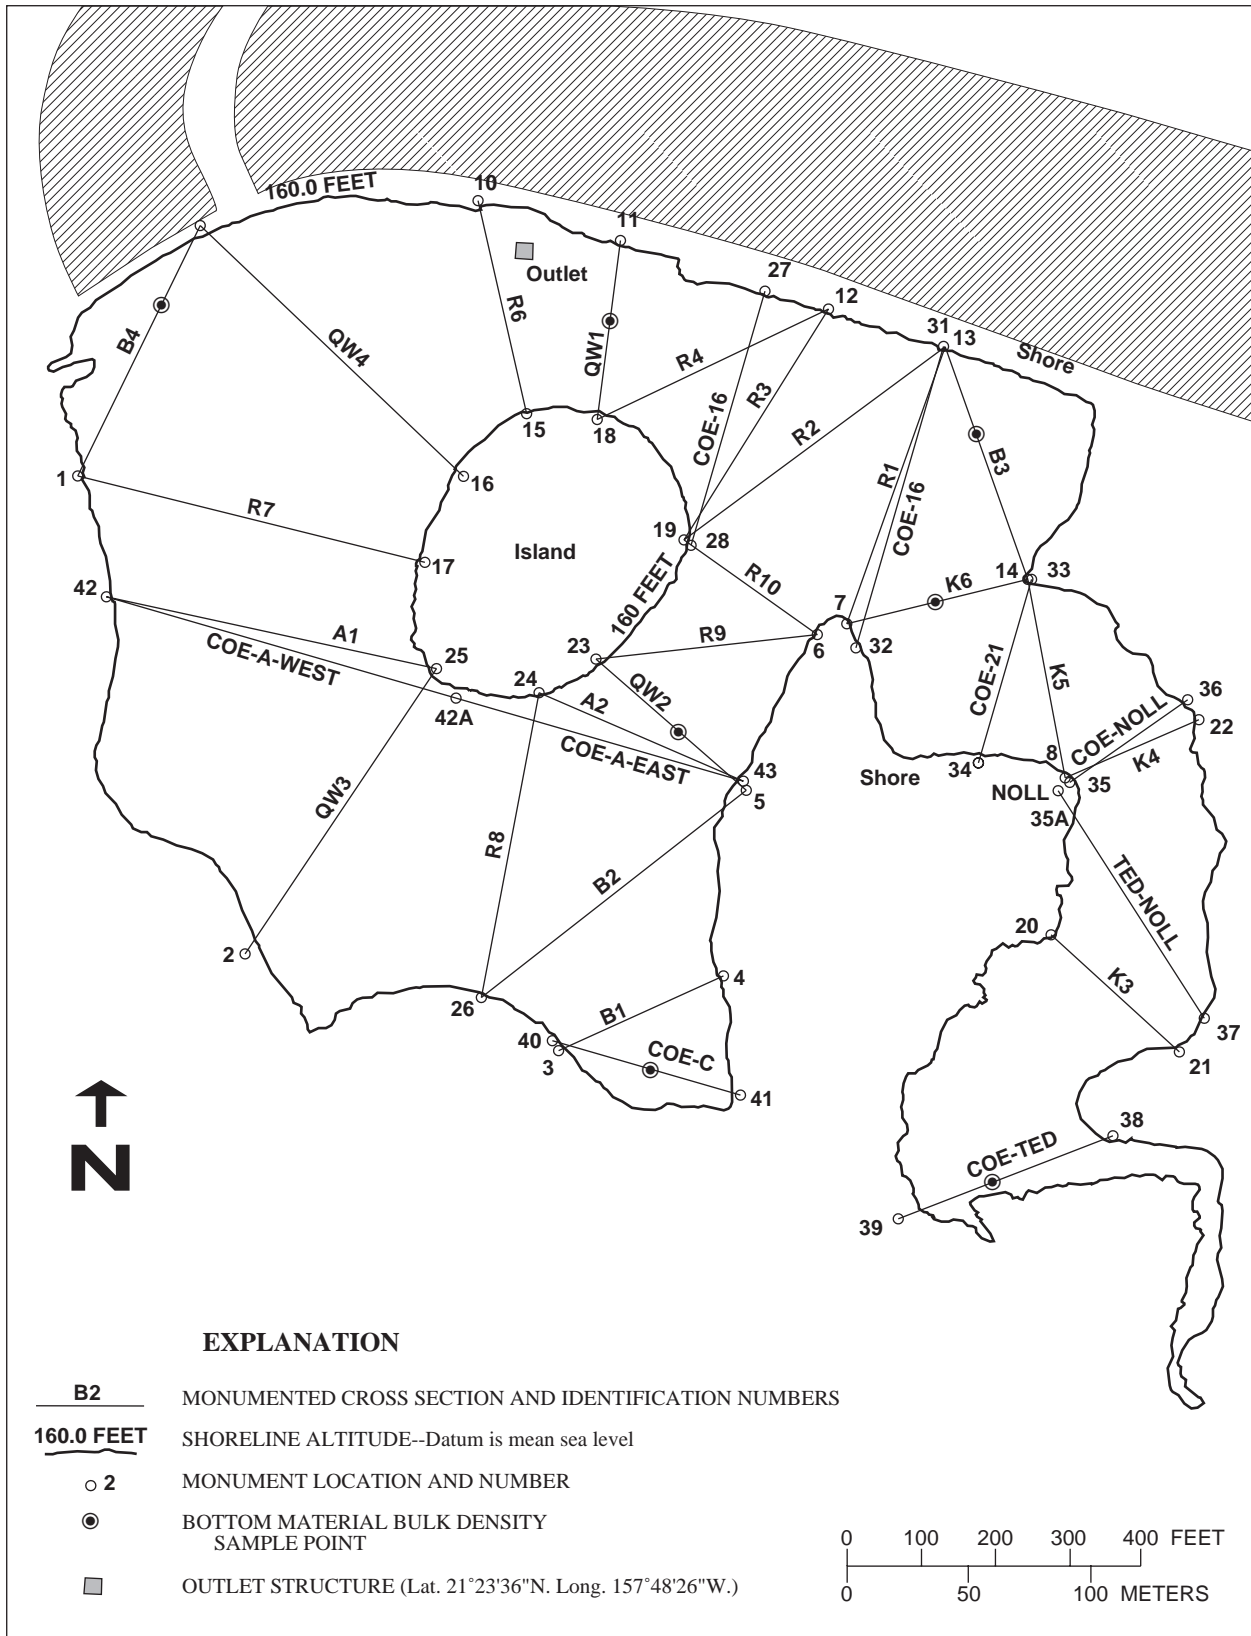 160.0 FEET
10
11
Outlet
27
12
31
13
Shore
B4
QW4
R6
QW1
R4
R3
COE-16
R2
R1
COE-16
B3
15
18
1
16
R7
Island
17
19
28
160 FEET
R10
14
33
K6
7
42
A1
COE-A-WEST
25
23
R9
6
32
24
QW2
A2
42A
COE-A-EAST
COE-21
K5
36
COE-NOLL
22
K4
43
5
Shore
34
8
35
NOLL
35A
QW3
R8
B2
TED-NOLL
2
20
4
26
K3
B1
40
3
COE-C
41
37
21
38
COE-TED
39
N
EXPLANATION
B2 MONUMENTED CROSS SECTION AND IDENTIFICATION NUMBERS
160.0 FEET SHORELINE ALTITUDE--Datum is mean sea level
2 MONUMENT LOCATION AND NUMBER
BOTTOM MATERIAL BULK DENSITY
SAMPLE POINT
OUTLET STRUCTURE (Lat. 21°23'36"N. Long. 157°48'26"W.)
0 100 200 300 400 FEET
0 50 100 METERS